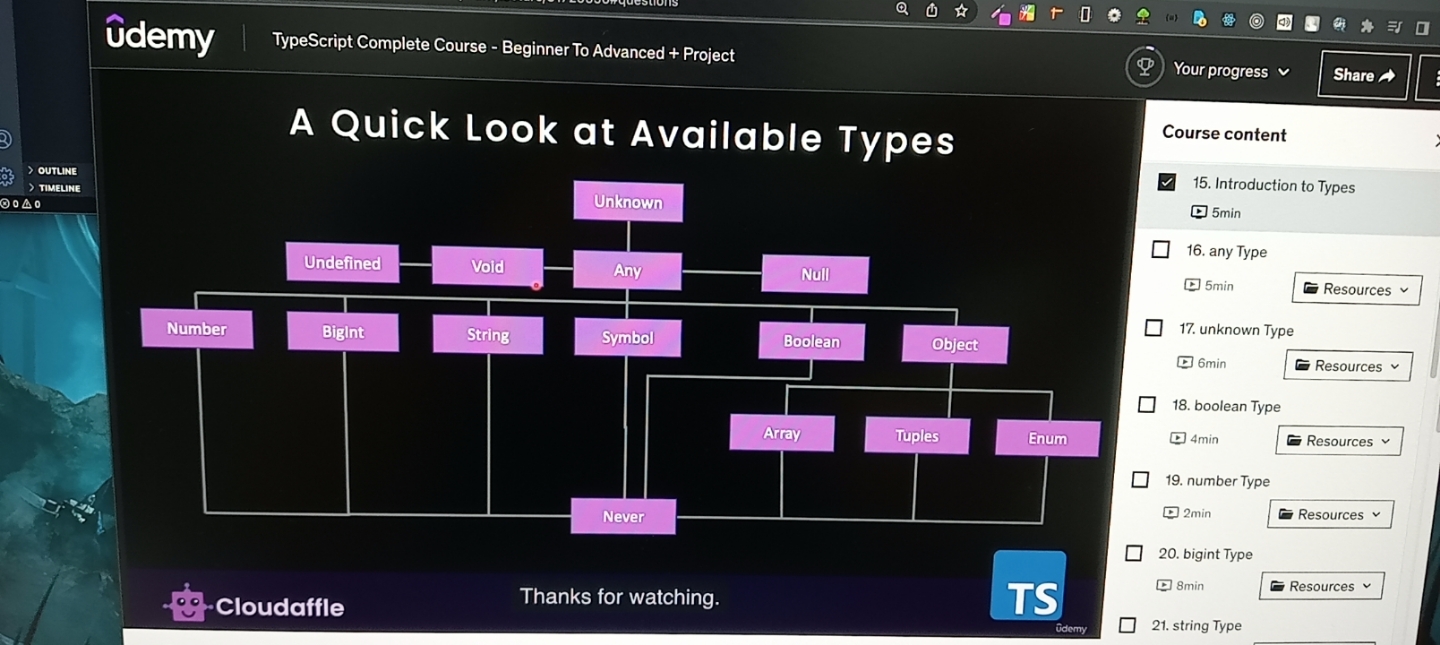 ûdemy
TypeScript Complete Course - Beginner To Advanced + Project
Your progress
Share
OUTLINE
TIMELINE
0 0
A Quick Look at Available Types
Unknown
Undefined Void Any Null
Number BigInt String Symbol Boolean Object
Array Tuples Enum
Never
Cloudaffle
Thanks for watching.
TS
ûdemy
Course content
15. Introduction to Types
5min
16. any Type
5min Resources
17. unknown Type
6min Resources
18. boolean Type
4min Resources
19. number Type
2min Resources
20. bigint Type
8min Resources
21. string Type